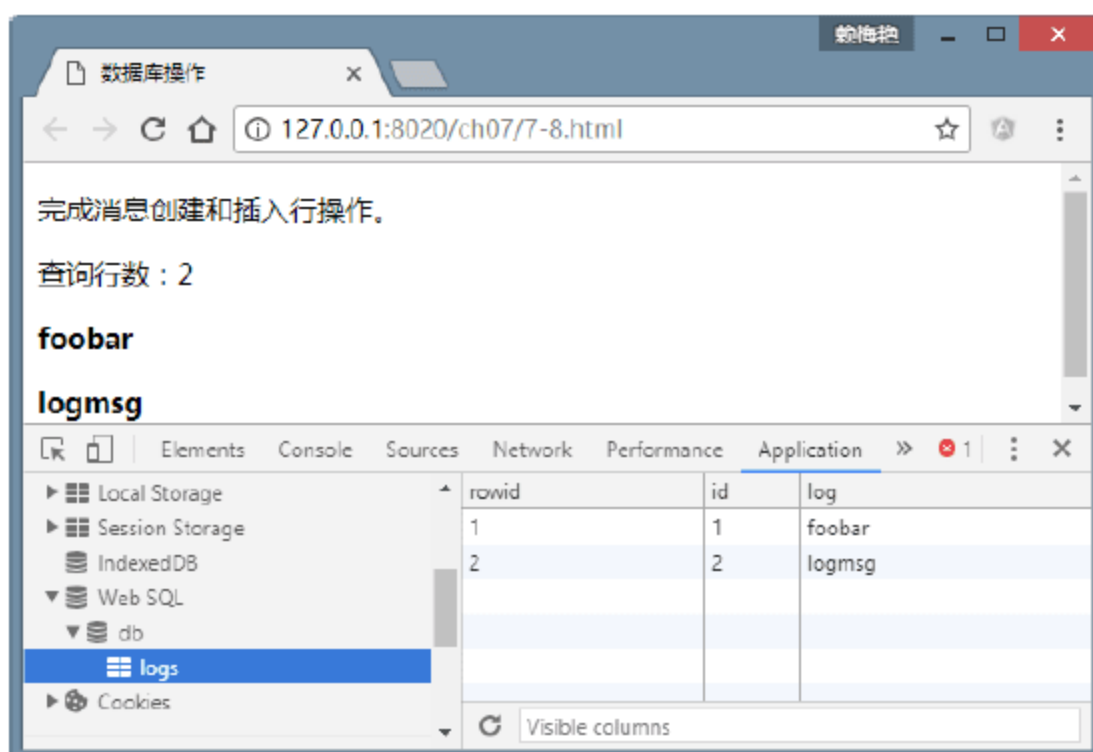 赖梅艳
数据库操作
127.0.0.1:8020/ch07/7-8.html
完成消息创建和插入行操作。
查询行数：2
foobar
logmsg
Elements Console Sources Network Performance Application » 1
Local Storage
Session Storage
IndexedDB
Web SQL
db
logs
Cookies
rowid id log
1 1 foobar
2 2 logmsg
Visible columns